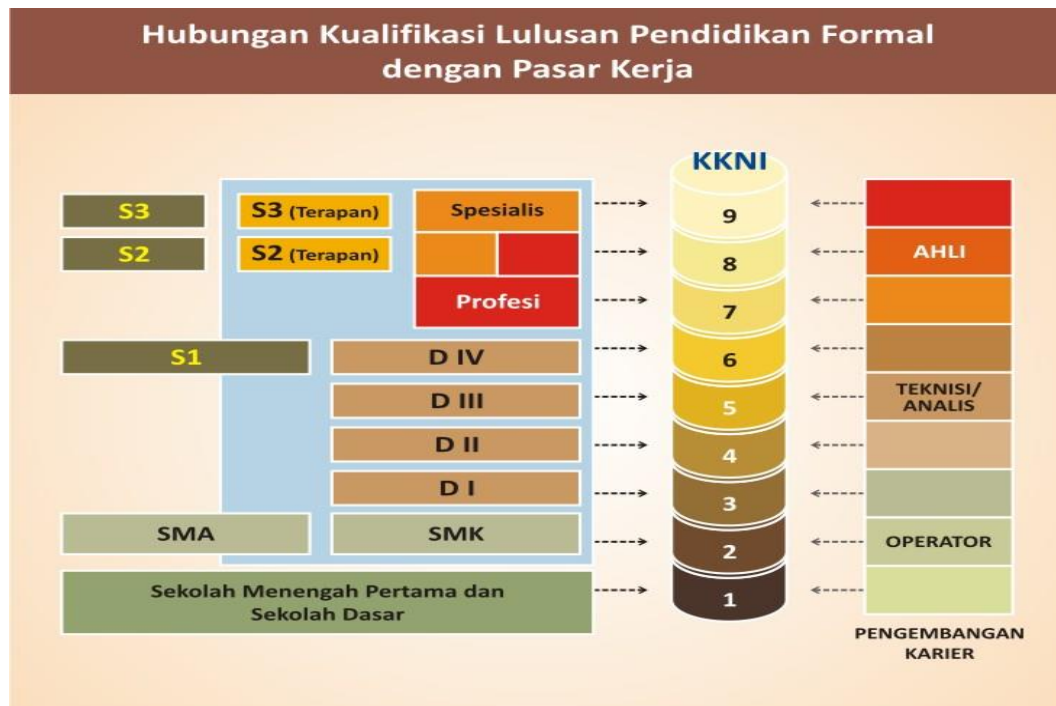 Hubungan Kualifikasi Lulusan Pendidikan Formal
dengan Pasar Kerja
KKNI
S3
S3 (Terapan)
Spesialis
9
S2
S2 (Terapan)
8
AHLI
Profesi
7
S1
D IV
6
D III
5
TEKNISI/
ANALIS
D II
4
D I
3
SMA
SMK
2
OPERATOR
Sekolah Menengah Pertama dan
Sekolah Dasar
1
PENGEMBANGAN
KARIER